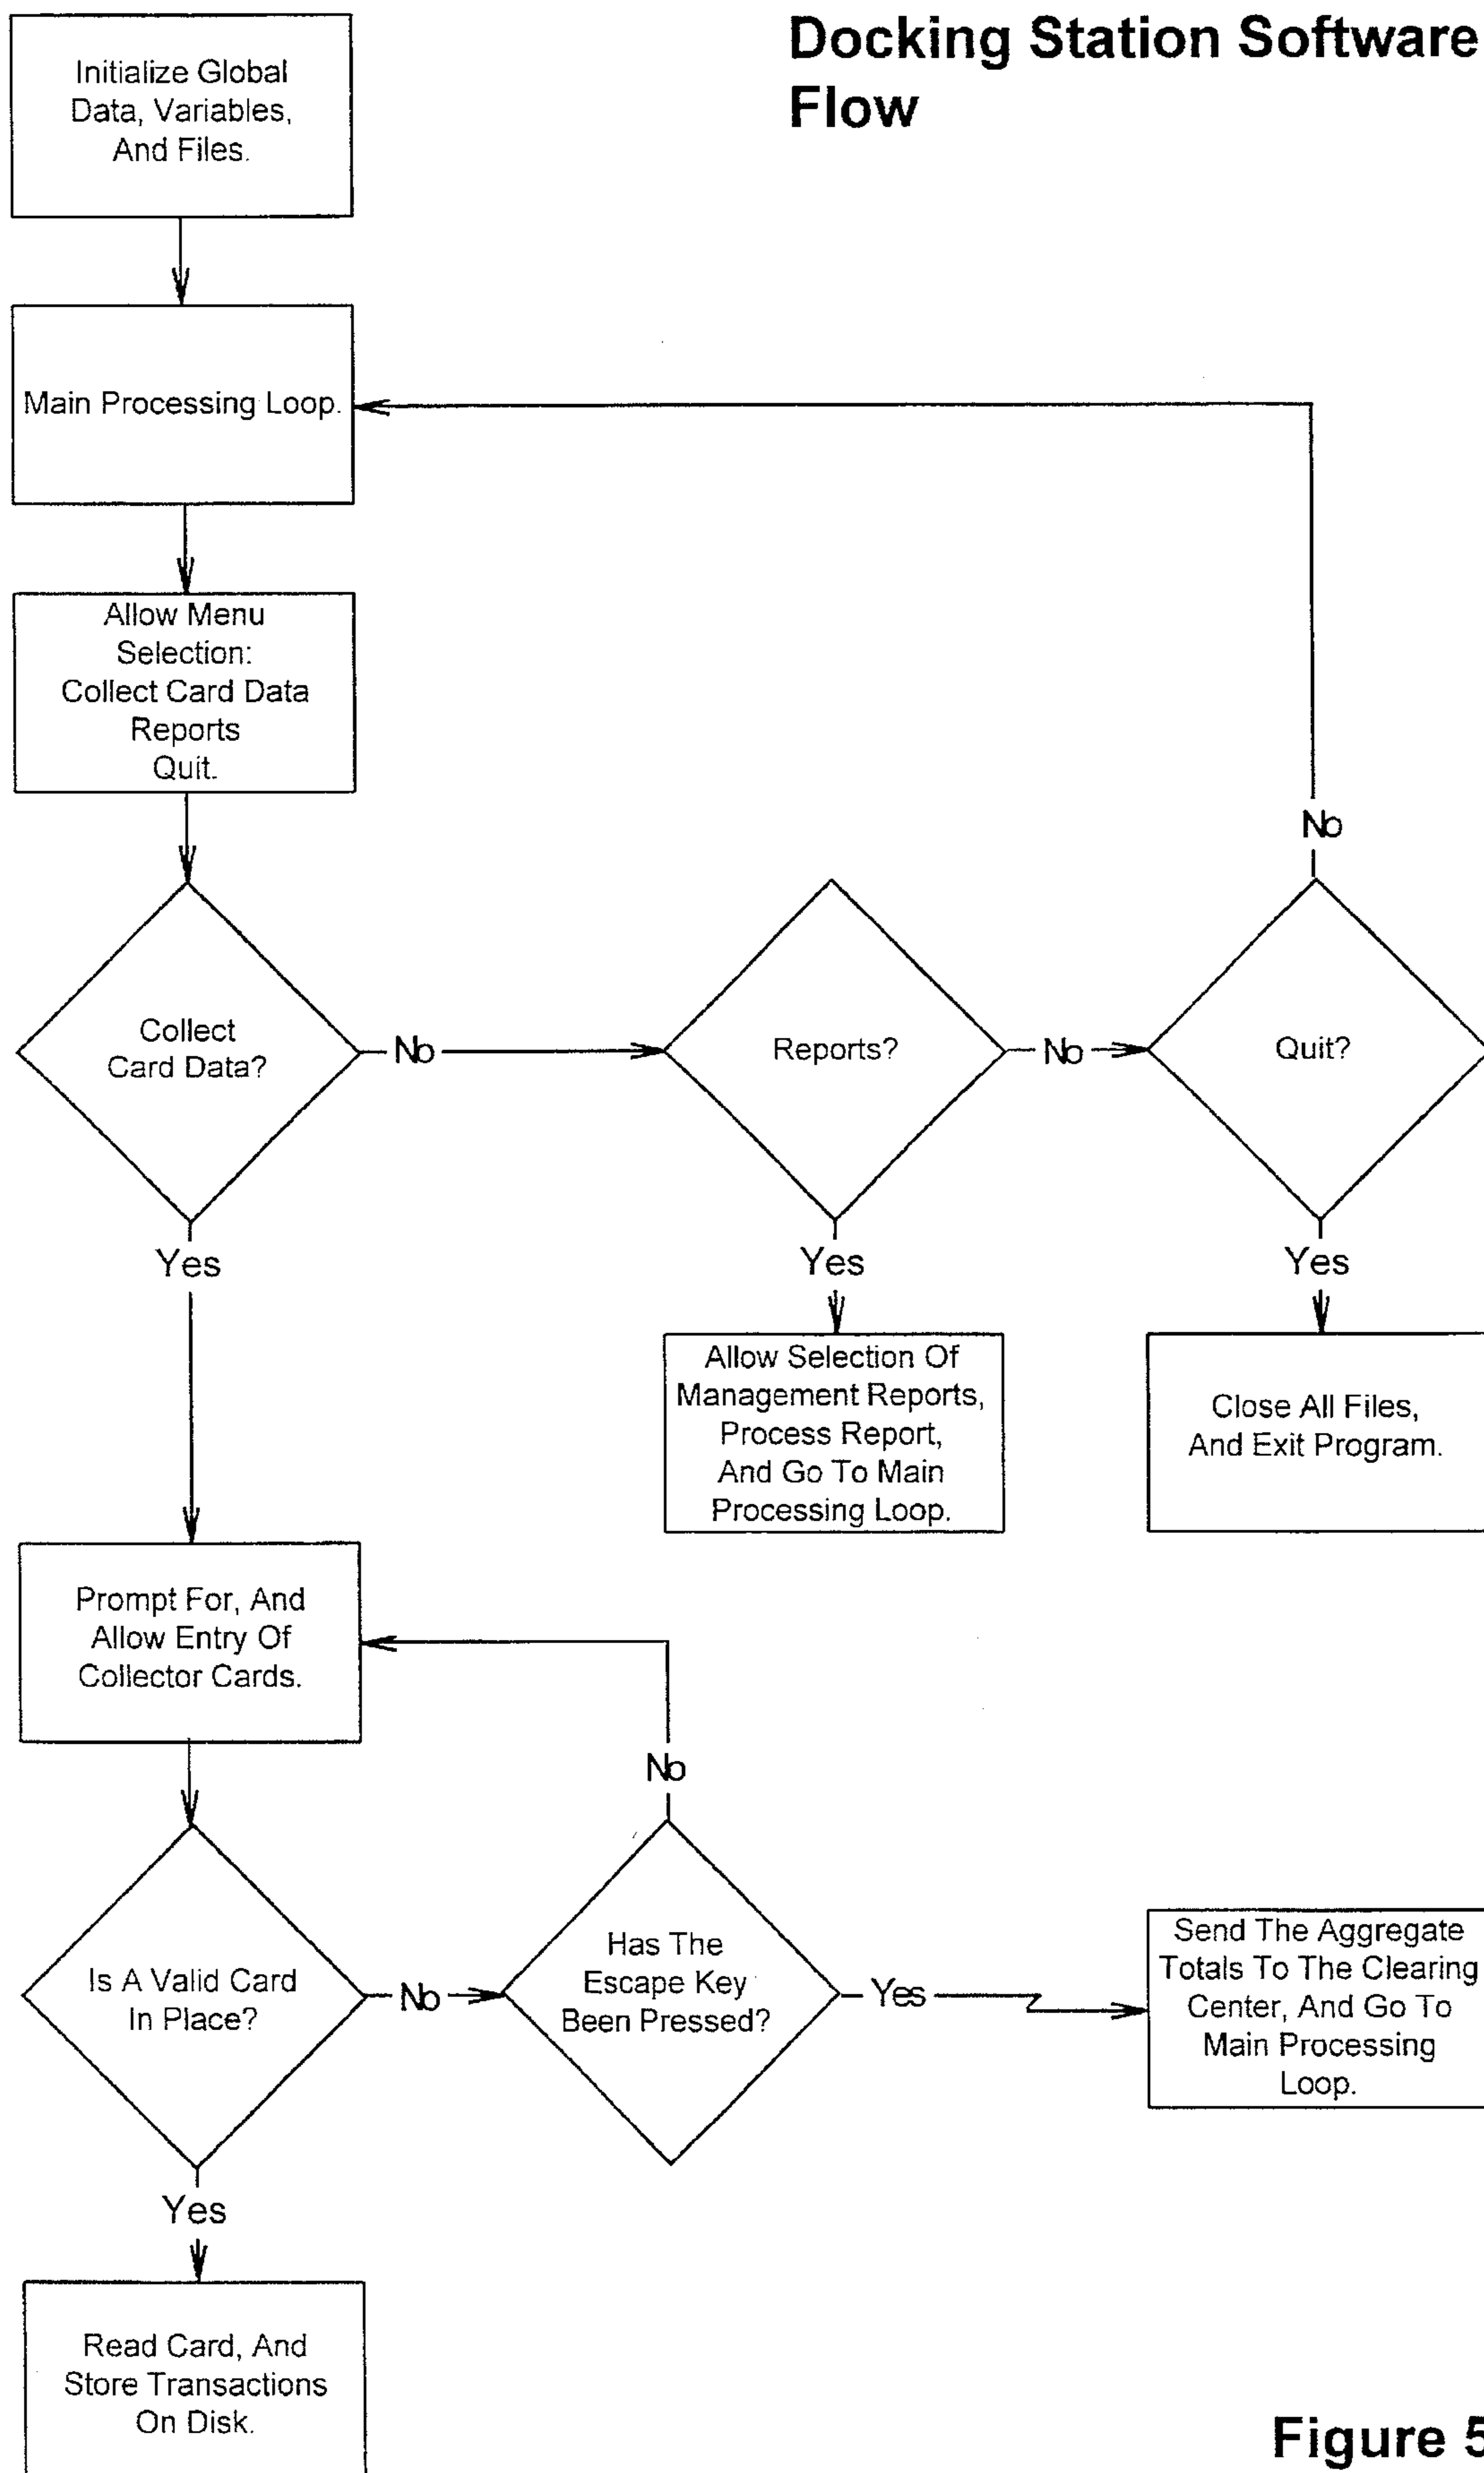 Docking Station Software
Flow
Initialize Global
Data, Variables,
And Files.
Main Processing Loop.
Allow Menu
Selection:
Collect Card Data
Reports
Quit.
No
Collect
Card Data?
No
Reports?
No
Quit?
Yes
Yes
Yes
Allow Selection Of
Management Reports,
Process Report,
And Go To Main
Processing Loop.
Close All Files,
And Exit Program.
Prompt For, And
Allow Entry Of
Collector Cards.
No
Is A Valid Card
In Place?
No
Has The
Escape Key
Been Pressed?
Yes
Send The Aggregate
Totals To The Clearing
Center, And Go To
Main Processing
Loop.
Yes
Read Card, And
Store Transactions
On Disk.
Figure 5